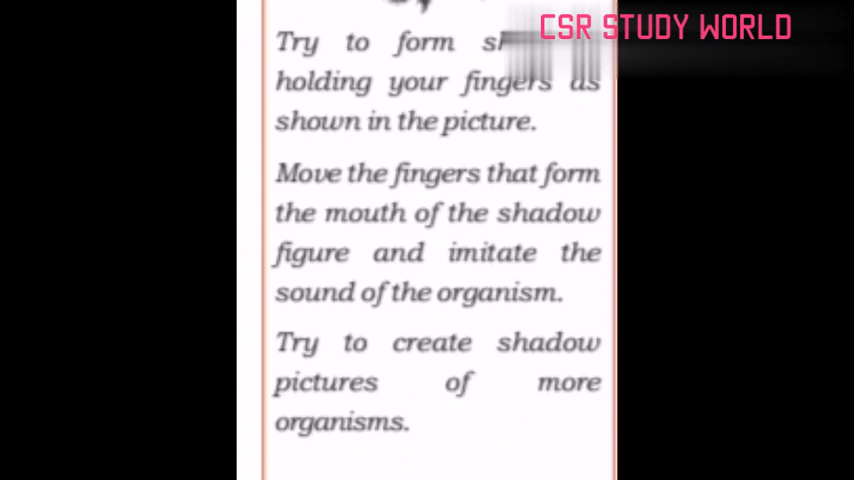 CSR STUDY WORLD
Try to form
holding your fingers as
shown in the picture.
Move the fingers that form
the mouth of the shadow
figure and imitate the
sound of the organism.
Try to create shadow
pictures of more
organisms.